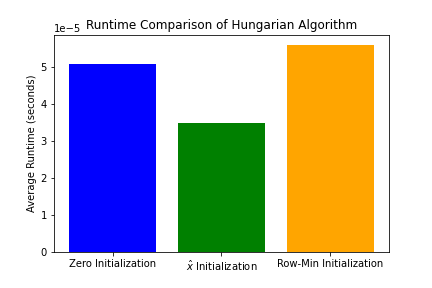 Runtime Comparison of Hungarian Algorithm
1e−5
5
4
3
2
1
0
Average Runtime (seconds)
Zero Initialization
x̂ Initialization
Row-Min Initialization